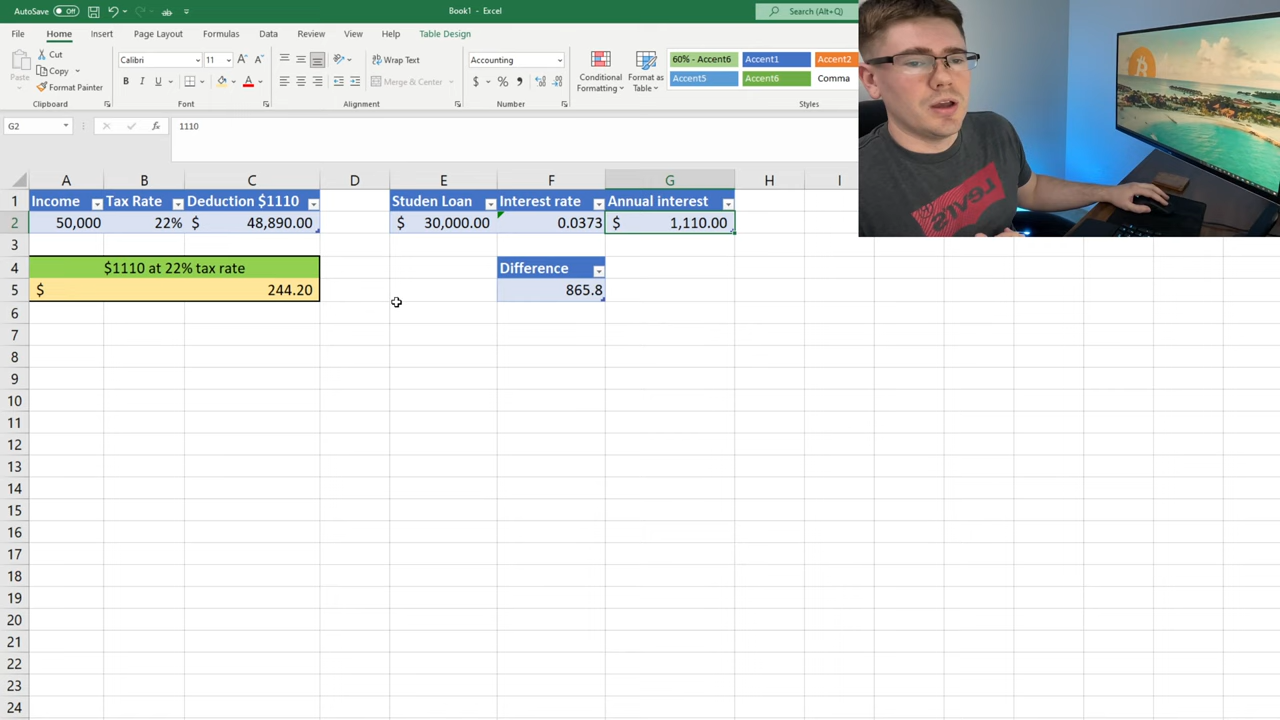 AutoSave Off
Book1 - Excel
Search (Alt+Q)
File Home Insert Page Layout Formulas Data Review View Help Table Design
Paste
Cut
Copy
Format Painter
Clipboard
Calibri 11
B I U
Font
Wrap Text
Merge & Center
Alignment
Accounting
$ % ,
Number
Conditional Formatting
Format as Table
60% - Accent6 Accent1 Accent2
Accent5 Accent6 Comma
Styles
G2 fx 1110
A B C D E F G H I
1 Income Tax Rate Deduction $1110 Studen Loan Interest rate Annual interest
2 50,000 22% $ 48,890.00 $ 30,000.00 0.0373 $ 1,110.00
3
4 $1110 at 22% tax rate Difference
5 $ 244.20 865.8
6
7
8
9
10
11
12
13
14
15
16
17
18
19
20
21
22
23
24
Levi's